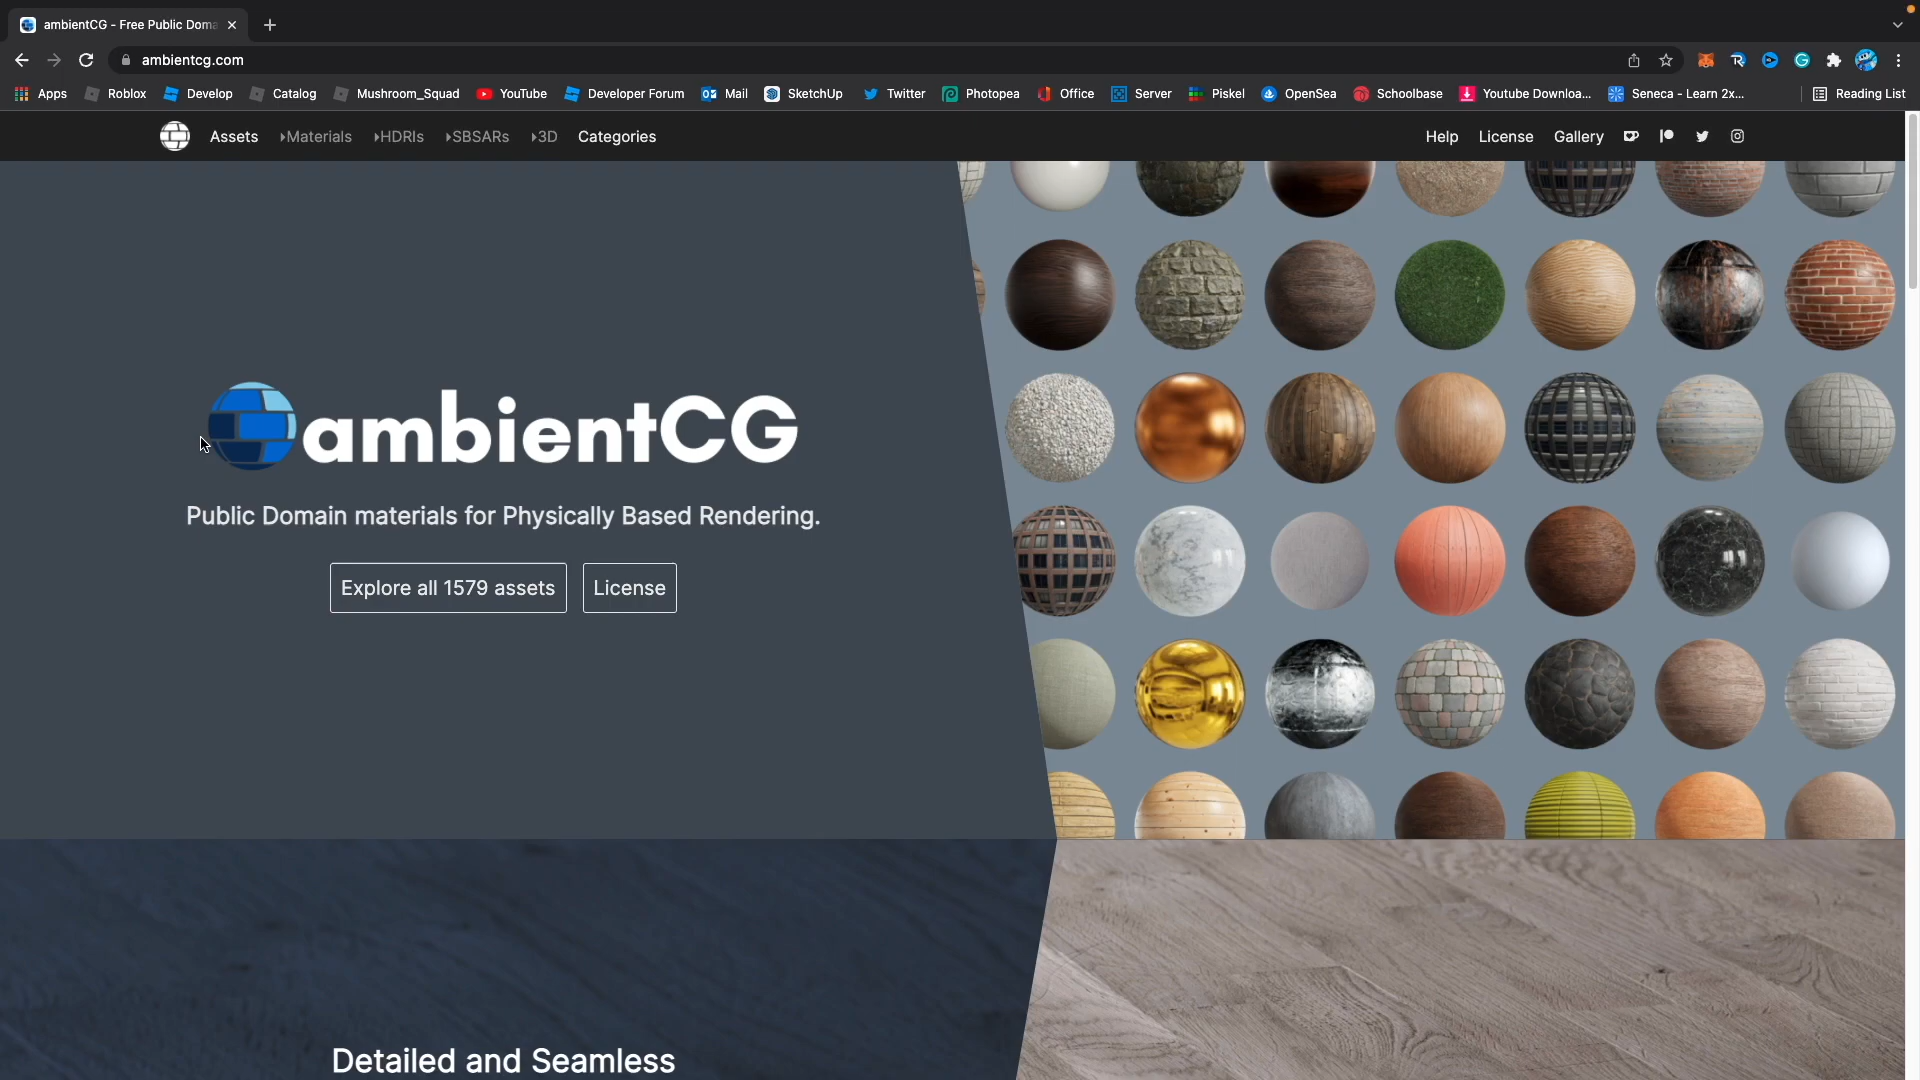 ambientCG - Free Public Doma
ambientcg.com
Apps Roblox Develop Catalog Mushroom_Squad YouTube Developer Forum Mail SketchUp Twitter Photopea Office Server Piskel OpenSea Schoolbase Youtube Downloa... Seneca - Learn 2x... Reading List
Assets Materials HDRIs SBSARs 3D Categories Help License Gallery
ambientCG
Public Domain materials for Physically Based Rendering.
Explore all 1579 assets License
Detailed and Seamless